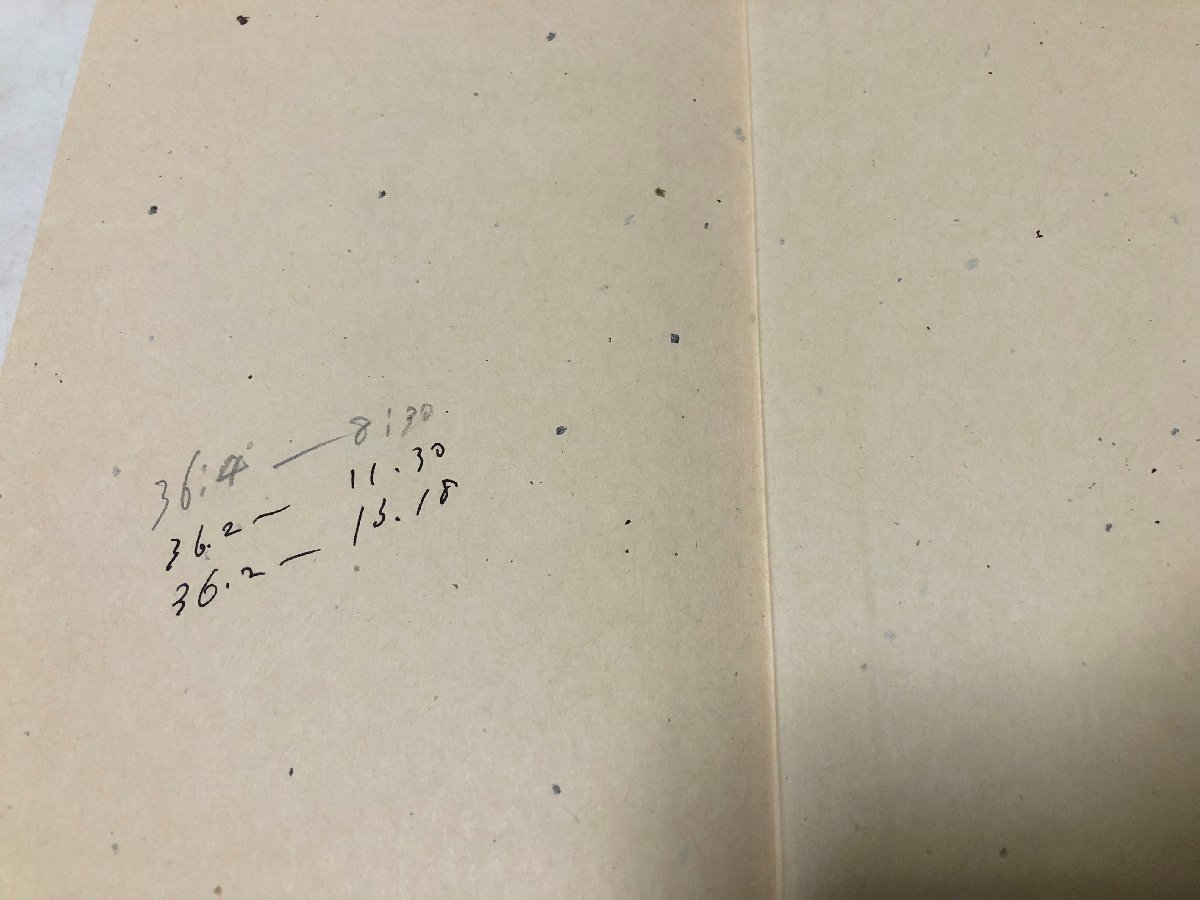 36:4 — 8:30
36.2 — 11.30
36.2 — 13.18